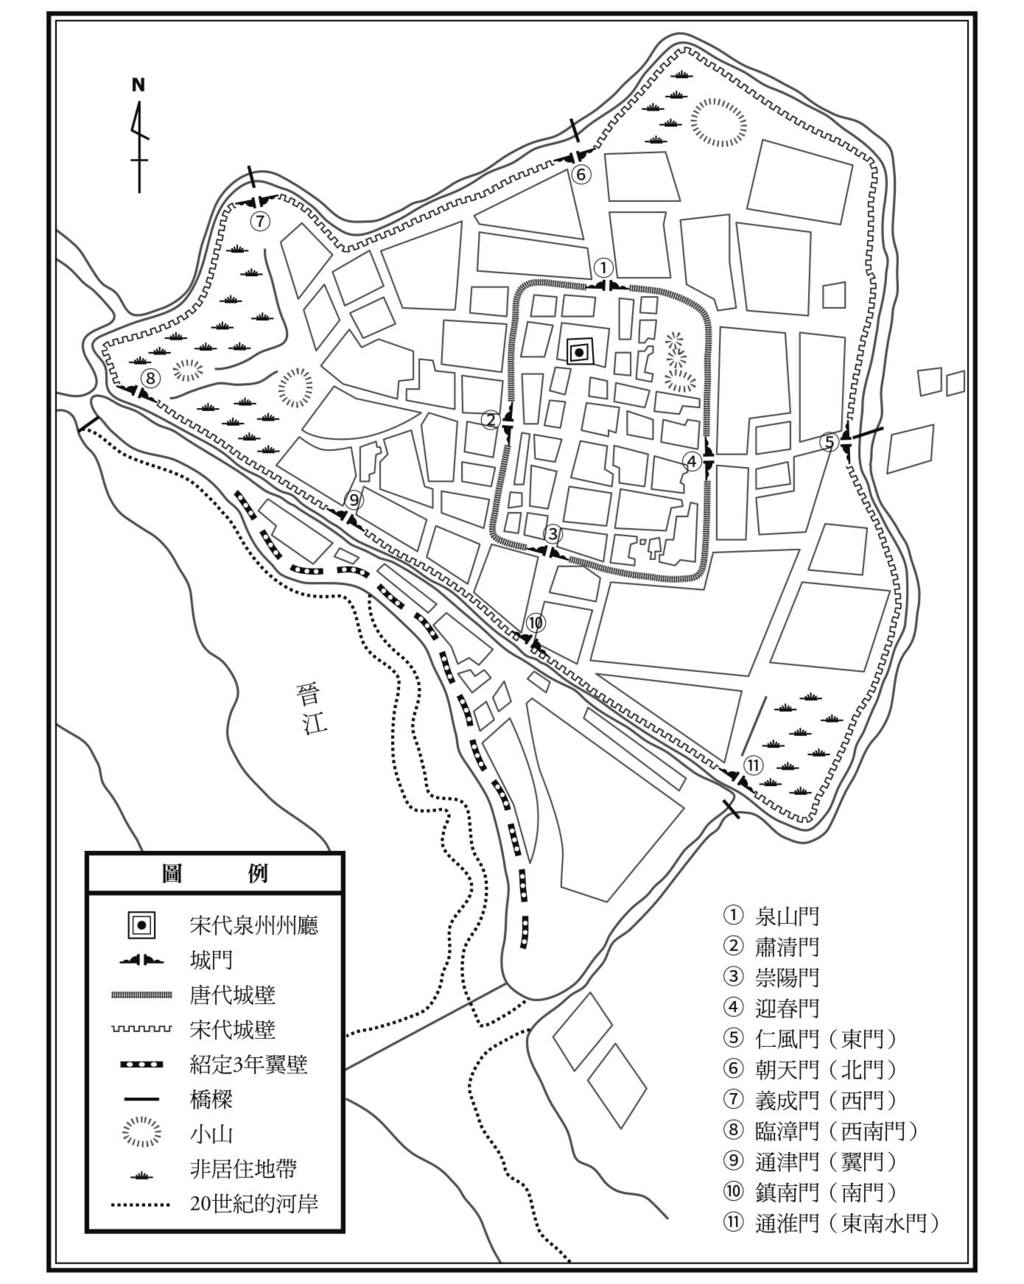 N
⑥
⑦
①
⑧
②
⑤
④
⑨
③
⑩
晉
江
⑪
圖 例
宋代泉州州廳
城門
唐代城壁
宋代城壁
紹定3年翼壁
橋樑
小山
非居住地帶
20世紀的河岸
① 泉山門
② 肅清門
③ 崇陽門
④ 迎春門
⑤ 仁風門（東門）
⑥ 朝天門（北門）
⑦ 義成門（西門）
⑧ 臨漳門（西南門）
⑨ 通津門（翼門）
⑩ 鎮南門（南門）
⑪ 通淮門（東南水門）